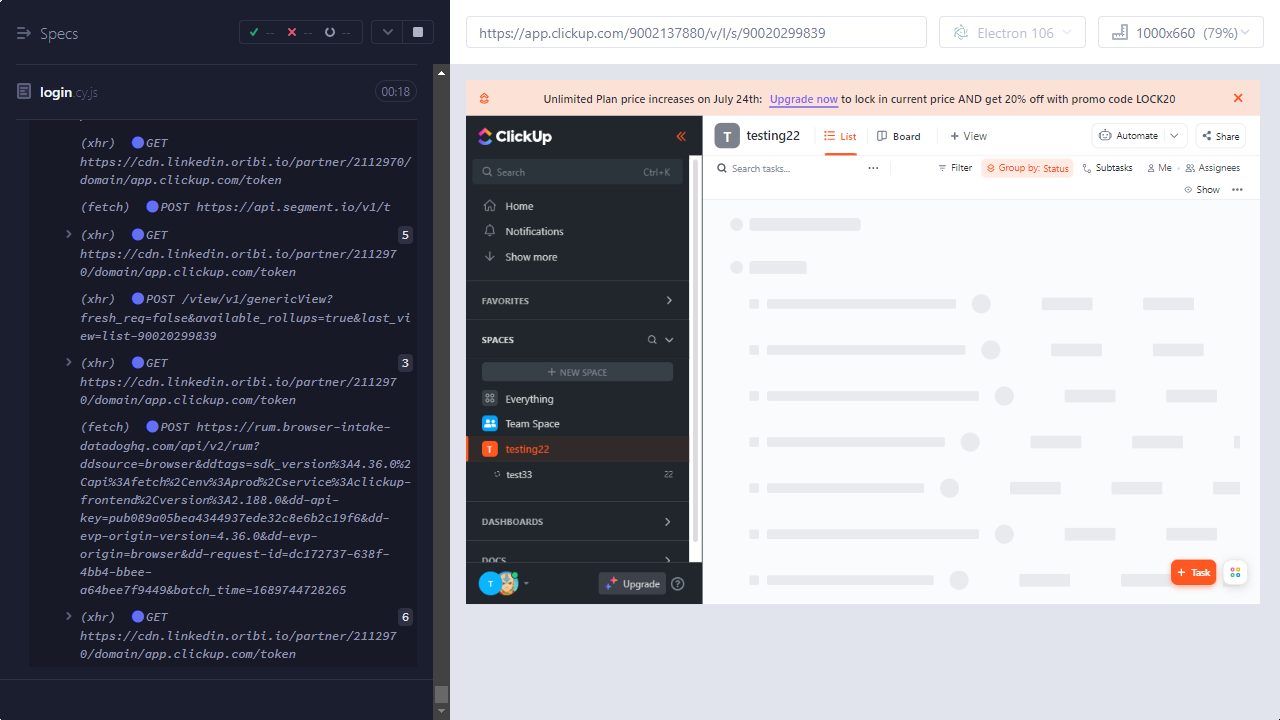 Specs
--
--
--
login.cy.js
00:18
(xhr) GET
https://cdn.linkedin.oribi.io/partner/2112970/
domain/app.clickup.com/token
(fetch) POST https://api.segment.io/v1/t
(xhr) GET
5
https://cdn.linkedin.oribi.io/partner/211297
0/domain/app.clickup.com/token
(xhr) POST /view/v1/genericView?
fresh_req=false&available_rollups=true&last_vi
ew=list-90020299839
(xhr) GET
3
https://cdn.linkedin.oribi.io/partner/211297
0/domain/app.clickup.com/token
(fetch) POST https://rum.browser-intake-
datadoghq.com/api/v2/rum?
ddsource=browser&ddtags=sdk_version%3A4.36.0%2
Capi%3Afetch%2Cenv%3Aprod%2Cservice%3Aclickup-
frontend%2Cversion%3A2.188.0&dd-api-
key=pub089a05bea4344937ede32c8e6b2c19f6&dd-
evp-origin-version=4.36.0&dd-evp-
origin=browser&dd-request-id=dc172737-638f-
4bb4-bbee-
a64bee7f9449&batch_time=1689744728265
(xhr) GET
6
https://cdn.linkedin.oribi.io/partner/211297
0/domain/app.clickup.com/token
https://app.clickup.com/9002137880/v/l/s/90020299839
Electron 106
1000x660 (79%)
Unlimited Plan price increases on July 24th: Upgrade now to lock in current price AND get 20% off with promo code LOCK20
ClickUp
Search
Ctrl+K
Home
Notifications
Show more
FAVORITES
SPACES
+ NEW SPACE
Everything
Team Space
T testing22
test33
22
DASHBOARDS
DOCS
T
Upgrade
?
T testing22
List
Board
+ View
Automate
Share
Search tasks...
Filter
Group by: Status
Subtasks
Me
Assignees
Show
+ Task